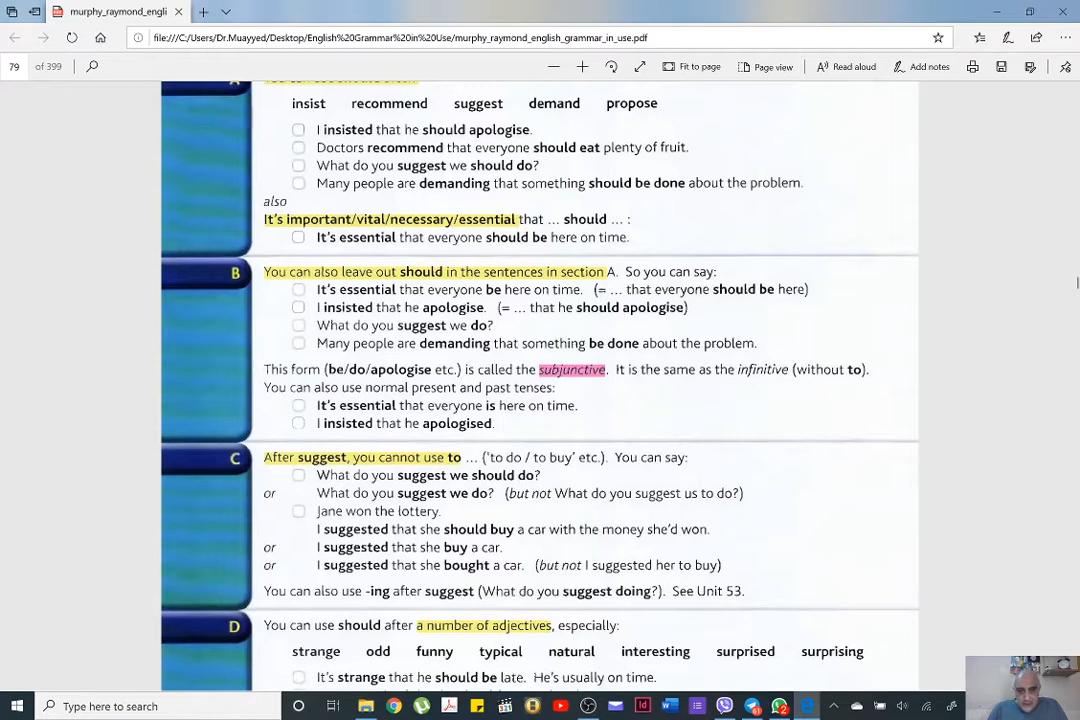 murphy_raymond_engli
file:///C:/Users/Dr.Muayyed/Desktop/English%20Grammar%20in%20Use/murphy_raymond_english_grammar_in_use.pdf
79 of 399
Fit to page
Page view
Read aloud
Add notes
A
insist recommend suggest demand propose
I insisted that he should apologise.
Doctors recommend that everyone should eat plenty of fruit.
What do you suggest we should do?
Many people are demanding that something should be done about the problem.
also
It's important/vital/necessary/essential that ... should ... :
It's essential that everyone should be here on time.
B
You can also leave out should in the sentences in section A. So you can say:
It's essential that everyone be here on time. (= ... that everyone should be here)
I insisted that he apologise. (= ... that he should apologise)
What do you suggest we do?
Many people are demanding that something be done about the problem.
This form (be/do/apologise etc.) is called the subjunctive. It is the same as the infinitive (without to).
You can also use normal present and past tenses:
It's essential that everyone is here on time.
I insisted that he apologised.
C
After suggest, you cannot use to ... ('to do / to buy' etc.). You can say:
What do you suggest we should do?
or What do you suggest we do? (but not What do you suggest us to do?)
Jane won the lottery.
I suggested that she should buy a car with the money she'd won.
or I suggested that she buy a car.
or I suggested that she bought a car. (but not I suggested her to buy)
You can also use -ing after suggest (What do you suggest doing?). See Unit 53.
D
You can use should after a number of adjectives, especially:
strange odd funny typical natural interesting surprised surprising
It's strange that he should be late. He's usually on time.
Type here to search